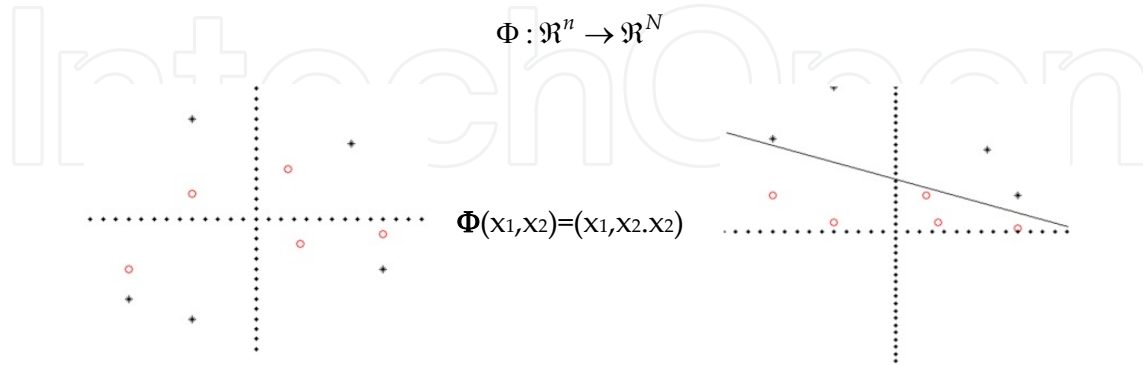 Φ : ℜⁿ → ℜᴺ
IntechOpen
Φ(x₁,x₂)=(x₁,x₂.x₂)